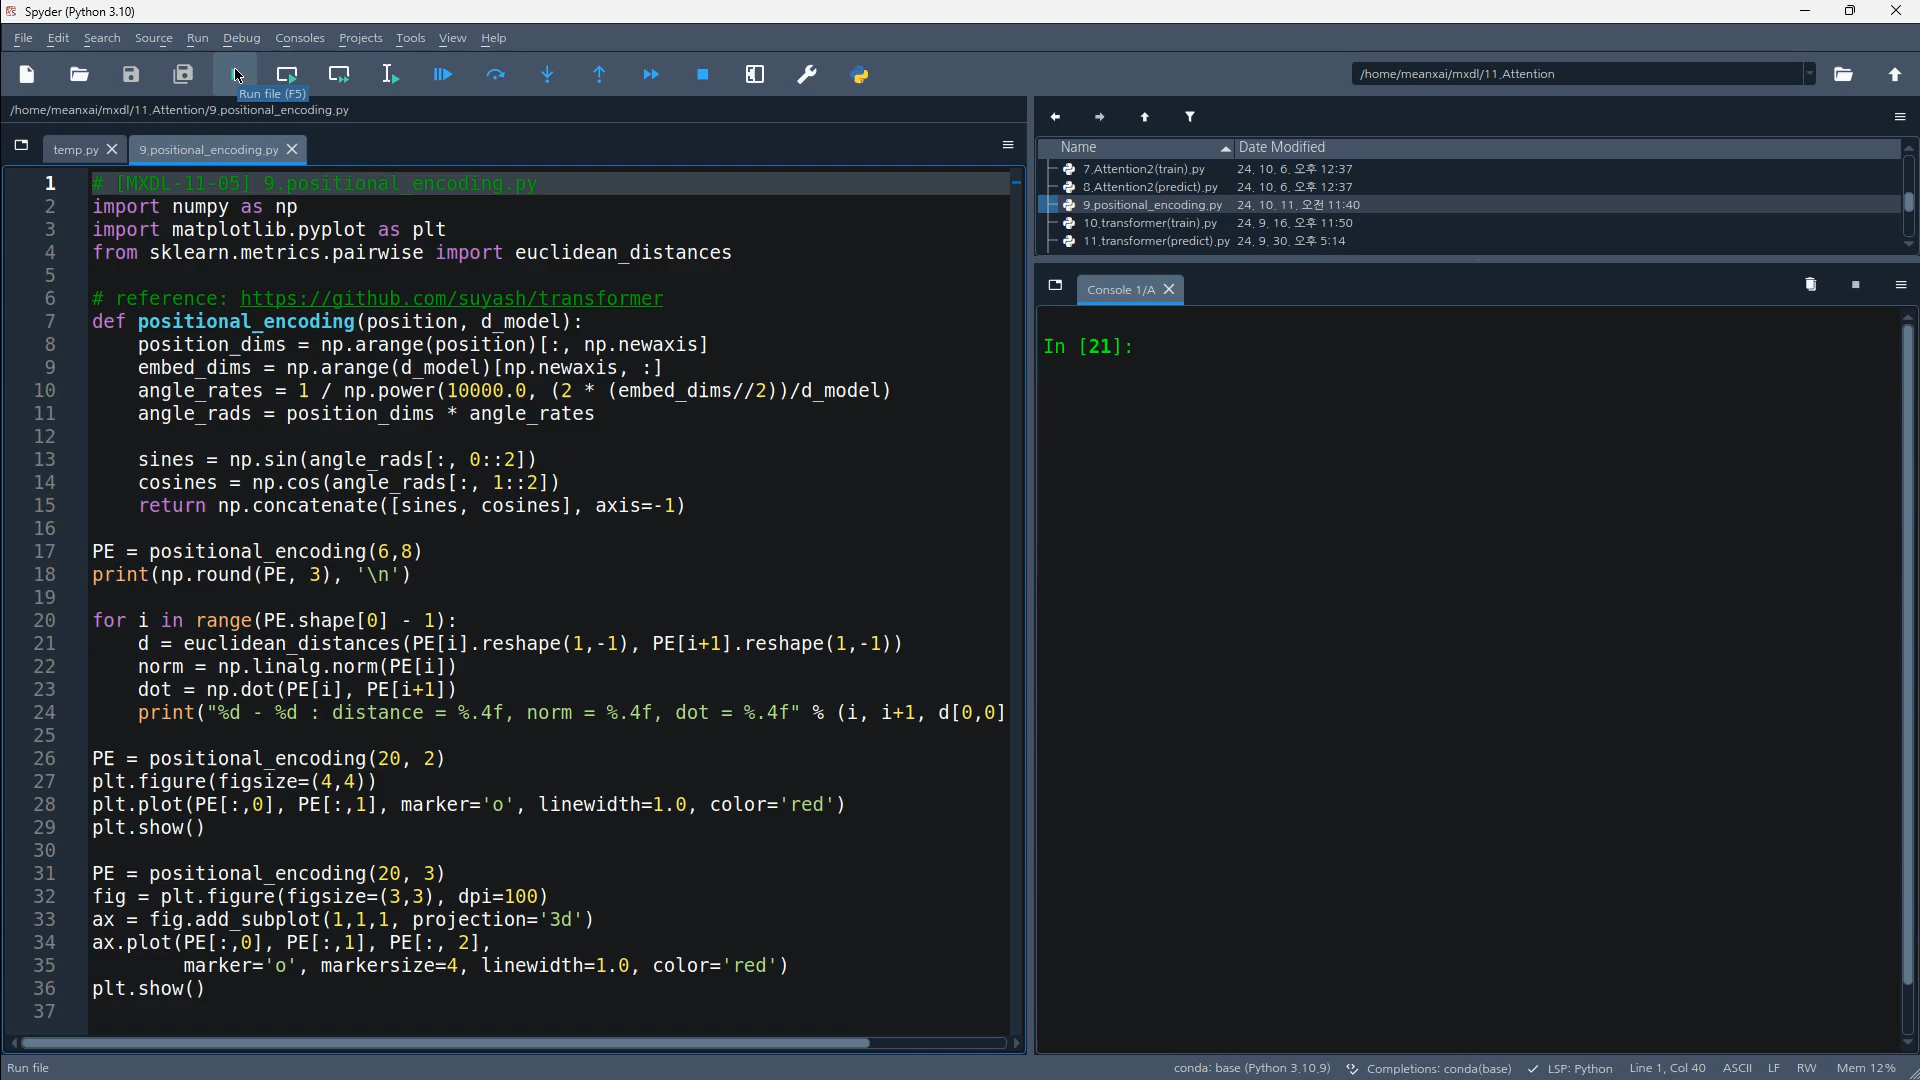 Spyder (Python 3.10)
File Edit Search Source Run Debug Consoles Projects Tools View Help
/home/meanxai/mxdl/11.Attention
Run file (F5)
/home/meanxai/mxdl/11.Attention/9.positional_encoding.py
temp.py 9.positional_encoding.py
1 # [MXDL-11-05] 9.positional_encoding.py
2 import numpy as np
3 import matplotlib.pyplot as plt
4 from sklearn.metrics.pairwise import euclidean_distances
5
6 # reference: https://github.com/suyash/transformer
7 def positional_encoding(position, d_model):
8 position_dims = np.arange(position)[:, np.newaxis]
9 embed_dims = np.arange(d_model)[np.newaxis, :]
10 angle_rates = 1 / np.power(10000.0, (2 * (embed_dims//2))/d_model)
11 angle_rads = position_dims * angle_rates
12
13 sines = np.sin(angle_rads[:, 0::2])
14 cosines = np.cos(angle_rads[:, 1::2])
15 return np.concatenate([sines, cosines], axis=-1)
16
17 PE = positional_encoding(6,8)
18 print(np.round(PE, 3), '\n')
19
20 for i in range(PE.shape[0] - 1):
21 d = euclidean_distances(PE[i].reshape(1,-1), PE[i+1].reshape(1,-1))
22 norm = np.linalg.norm(PE[i])
23 dot = np.dot(PE[i], PE[i+1])
24 print("%d - %d : distance = %.4f, norm = %.4f, dot = %.4f" % (i, i+1, d[0,0]
25
26 PE = positional_encoding(20, 2)
27 plt.figure(figsize=(4,4))
28 plt.plot(PE[:,0], PE[:,1], marker='o', linewidth=1.0, color='red')
29 plt.show()
30
31 PE = positional_encoding(20, 3)
32 fig = plt.figure(figsize=(3,3), dpi=100)
33 ax = fig.add_subplot(1,1,1, projection='3d')
34 ax.plot(PE[:,0], PE[:,1], PE[:, 2],
35 marker='o', markersize=4, linewidth=1.0, color='red')
36 plt.show()
37
Name Date Modified
7.Attention2(train).py 24. 10. 6. 오후 12:37
8.Attention2(predict).py 24. 10. 6. 오후 12:37
9.positional_encoding.py 24. 10. 11. 오전 11:40
10.transformer(train).py 24. 9. 16. 오후 11:50
11.transformer(predict).py 24. 9. 30. 오후 5:14
Console 1/A
In [21]:
Run file
conda: base (Python 3.10.9) Completions: conda(base) LSP: Python Line 1, Col 40 ASCII LF RW Mem 12%